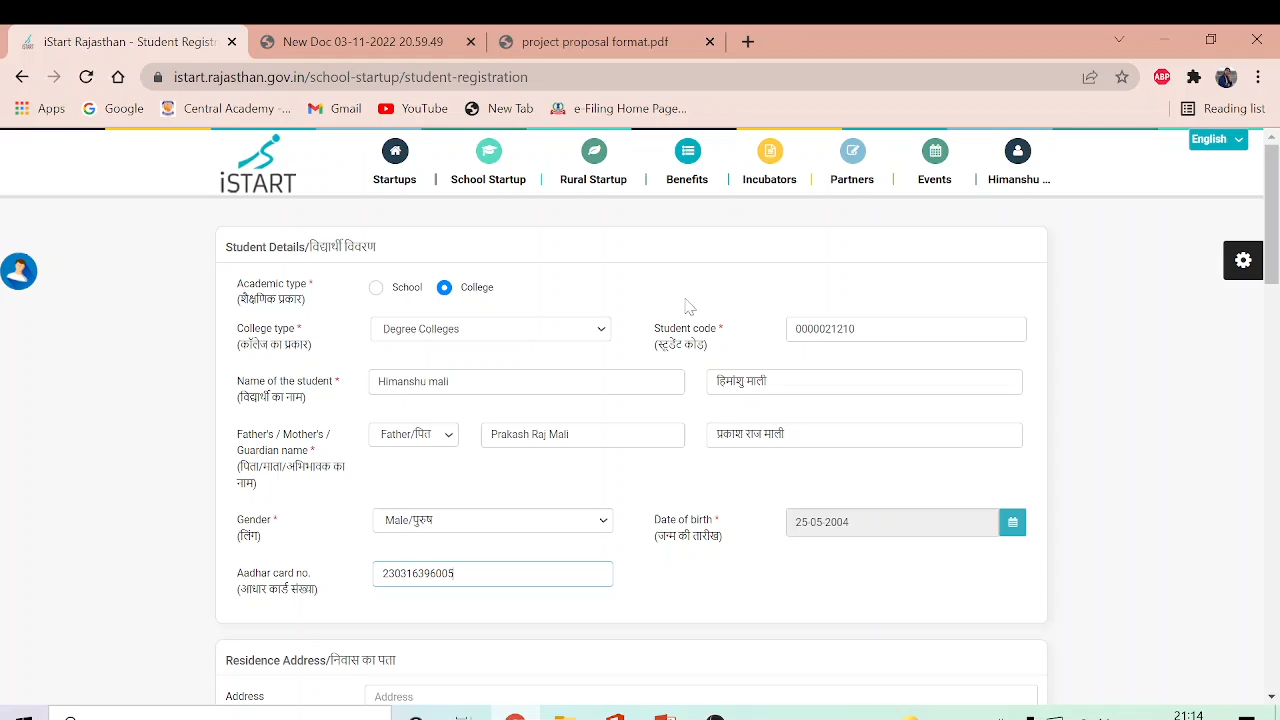 iStart Rajasthan - Student Registr
New Doc 03-11-2022 20.59.49
project proposal format.pdf
istart.rajasthan.gov.in/school-startup/student-registration
ABP
Apps
Google
Central Academy -...
Gmail
YouTube
New Tab
e-Filing Home Page...
Reading list
English
iSTART
Startups
School Startup
Rural Startup
Benefits
Incubators
Partners
Events
Himanshu ...
Student Details/विद्यार्थी विवरण
Academic type *
(शैक्षणिक प्रकार)
School
College
College type *
(कॉलेज का प्रकार)
Degree Colleges
Student code *
(स्टूडेंट कोड)
0000021210
Name of the student *
(विद्यार्थी का नाम)
Himanshu mali
हिमांशु माली
Father's / Mother's /
Guardian name *
(पिता/माता/अभिभावक का
नाम)
Father/पित
Prakash Raj Mali
प्रकाश राज माली
Gender *
(लिंग)
Male/पुरुष
Date of birth *
(जन्म की तारीख)
25-05-2004
Aadhar card no.
(आधार कार्ड संख्या)
230316396005
Residence Address/निवास का पता
Address
Address
21:14